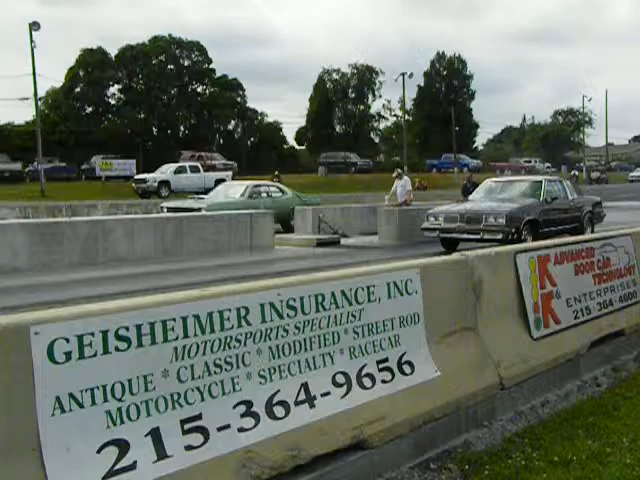 GEISHEIMER INSURANCE, INC.
MOTORSPORTS SPECIALIST
ANTIQUE * CLASSIC * MODIFIED * STREET ROD
MOTORCYCLE * SPECIALTY * RACECAR
215-364-9656
K&K
ADVANCED
DOOR CAR
TECHNOLOGY
ENTERPRISES
215-364-4600